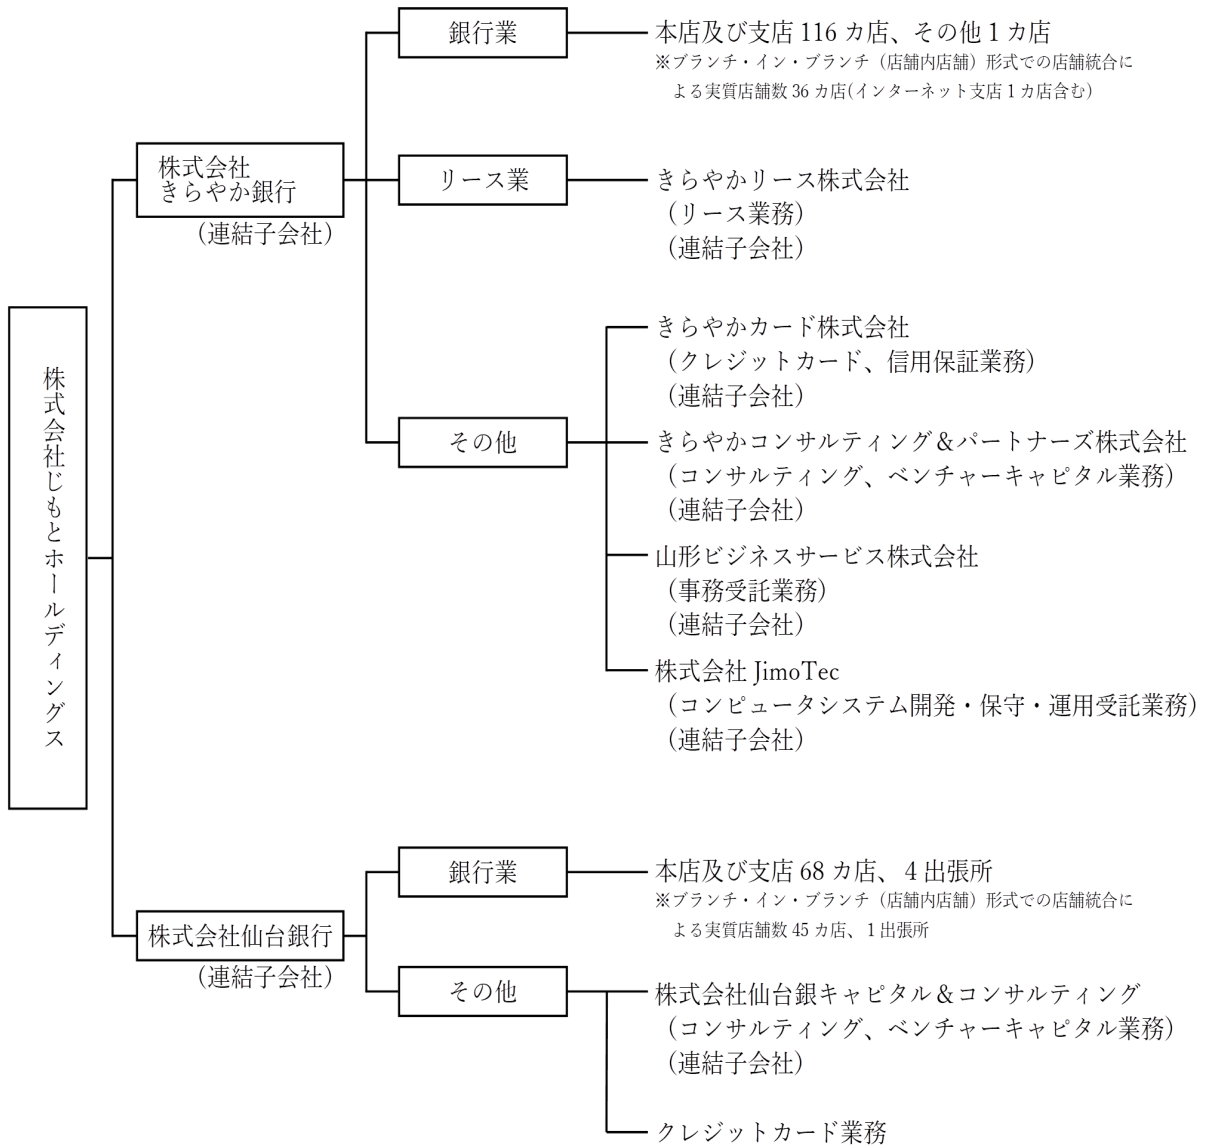 株式会社じもとホールディングス
株式会社
きらやか銀行
（連結子会社）
銀行業
本店及び支店 116 カ店、その他 1 カ店
※ブランチ・イン・ブランチ（店舗内店舗）形式での店舗統合に
よる実質店舗数 36 カ店(インターネット支店 1 カ店含む)
リース業
きらやかリース株式会社
（リース業務）
（連結子会社）
その他
きらやかカード株式会社
（クレジットカード、信用保証業務）
（連結子会社）
きらやかコンサルティング＆パートナーズ株式会社
（コンサルティング、ベンチャーキャピタル業務）
（連結子会社）
山形ビジネスサービス株式会社
（事務受託業務）
（連結子会社）
株式会社 JimoTec
（コンピュータシステム開発・保守・運用受託業務）
（連結子会社）
株式会社仙台銀行
（連結子会社）
銀行業
本店及び支店 68 カ店、4 出張所
※ブランチ・イン・ブランチ（店舗内店舗）形式での店舗統合に
よる実質店舗数 45 カ店、1 出張所
その他
株式会社仙台銀キャピタル＆コンサルティング
（コンサルティング、ベンチャーキャピタル業務）
（連結子会社）
クレジットカード業務